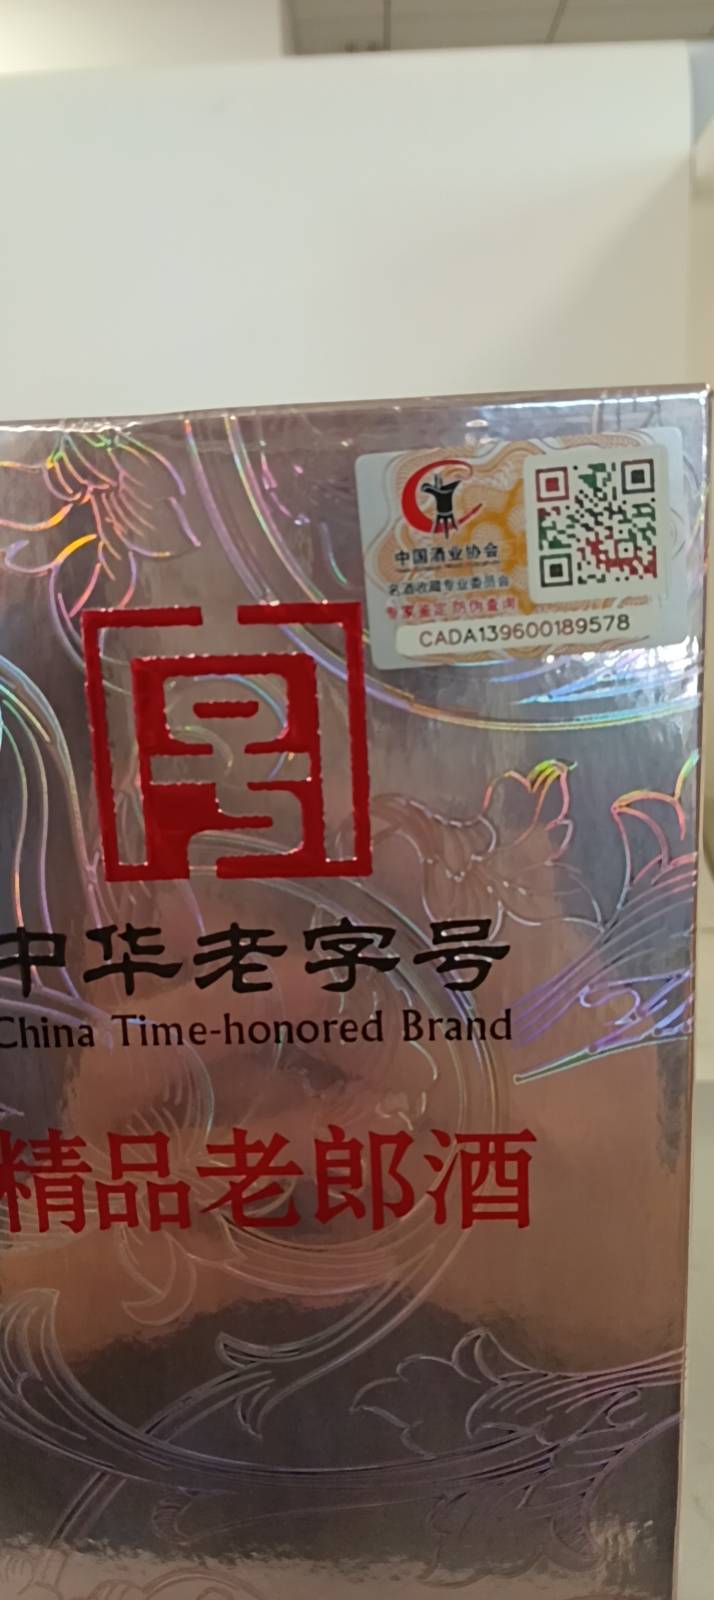 中国酒业协会
名酒收藏专业委员会
专家鉴定防伪查询
CADA139600189578
中华老字号
China Time-honored Brand
精品老郎酒